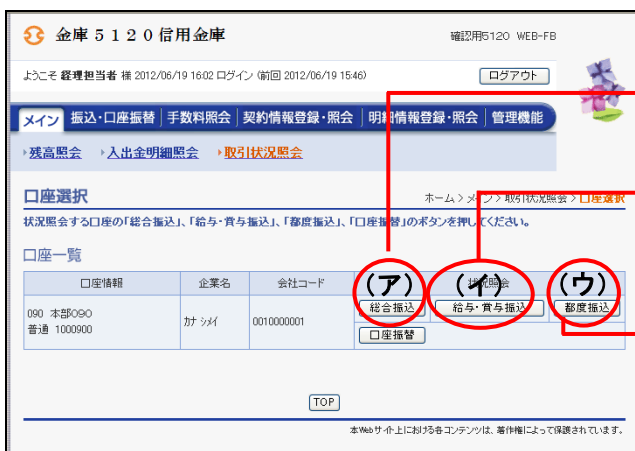 金庫5120信用金庫
確認用5120 WEB-FB
ようこそ 経理担当者 様 2012/06/19 16:02 ログイン (前回 2012/06/19 15:46)
ログアウト
メイン 振込・口座振替 手数料照会 契約情報登録・照会 明細情報登録・照会 管理機能
残高照会 入出金明細照会 取引状況照会
口座選択
ホーム > メイン > 取引状況照会 > 口座選択
状況照会する口座の「総合振込」、「給与・賞与振込」、「都度振込」、「口座振替」のボタンを押してください。
口座一覧
口座情報 企業名 会社コード 状況照会
(ア) (イ) (ウ)
090 本部090
普通 1000900
カナ シメイ 0010000001
総合振込 給与・賞与振込 都度振込
口座振替
TOP
本Webサイト上における各コンテンツは、著作権によって保護されています。